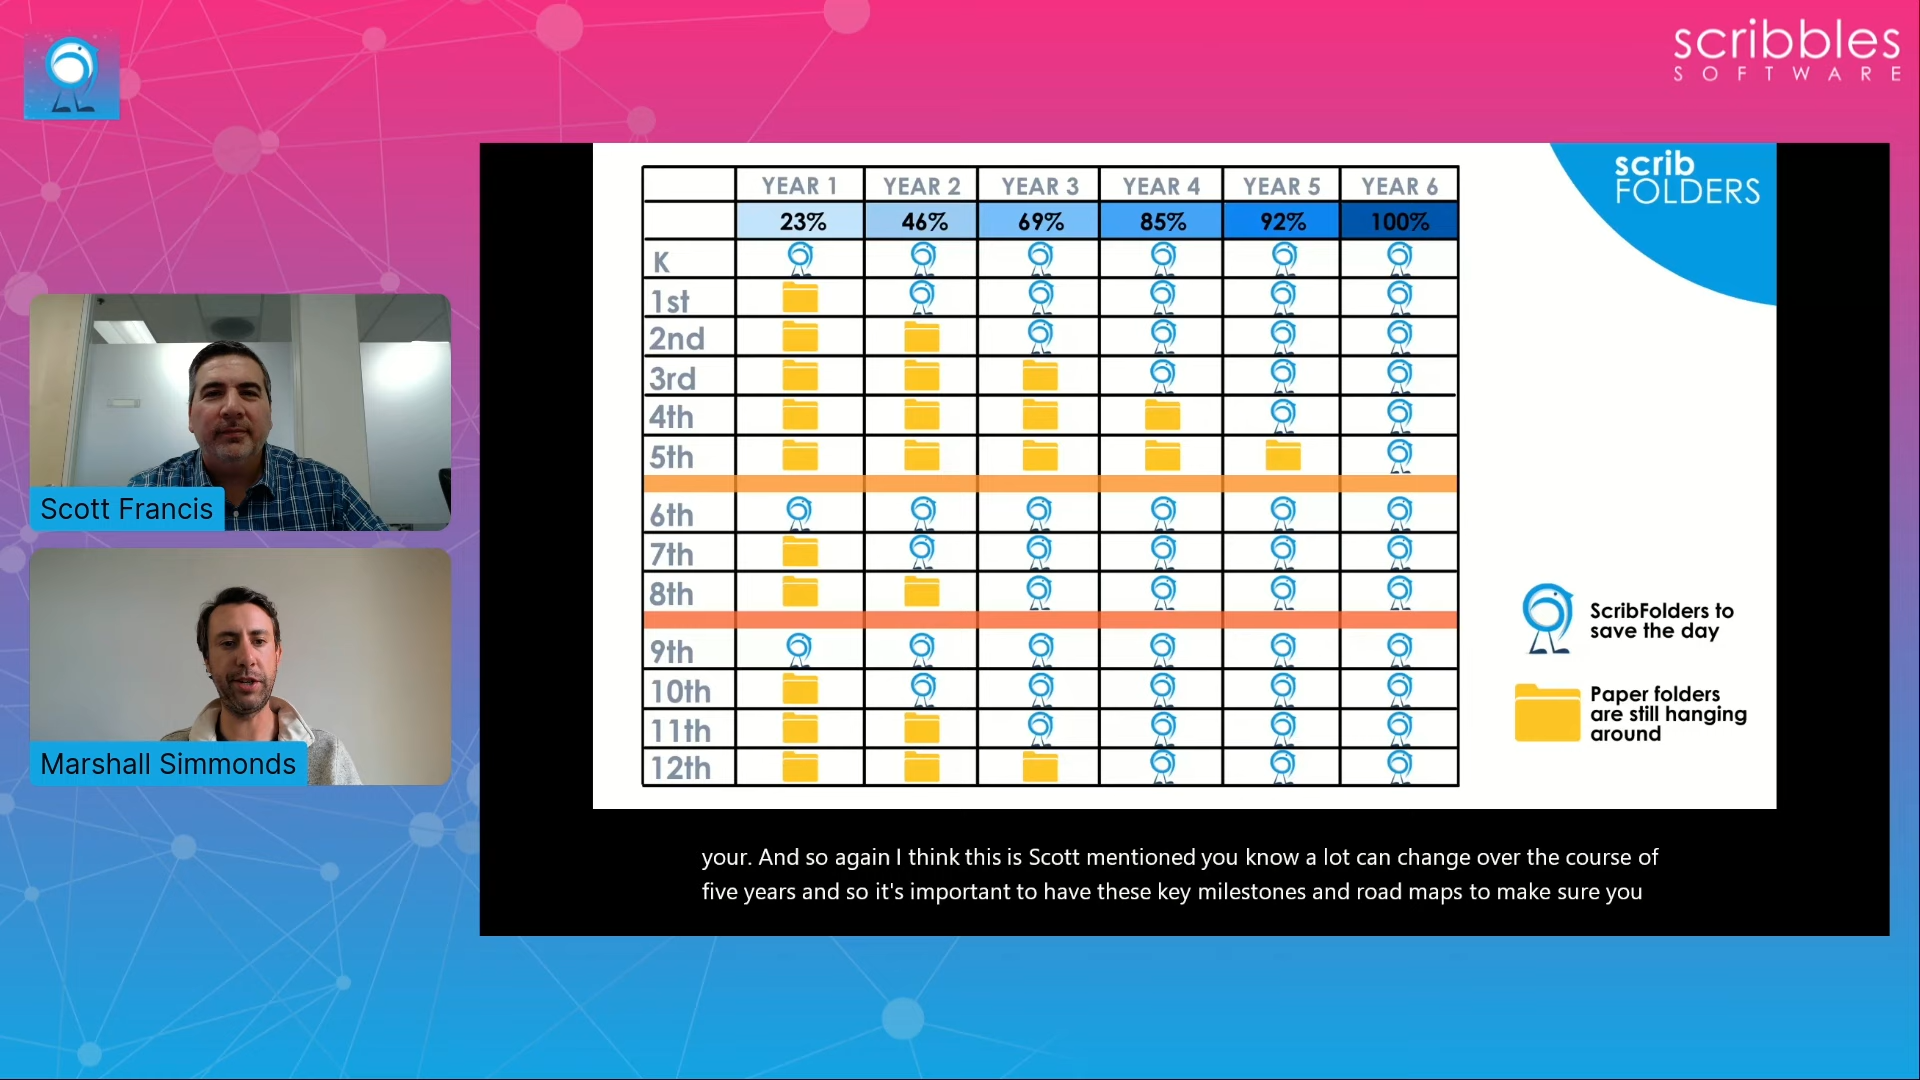 scribbles
SOFTWARE
scrib
FOLDERS
YEAR 1 YEAR 2 YEAR 3 YEAR 4 YEAR 5 YEAR 6
23% 46% 69% 85% 92% 100%
K
1st
2nd
3rd
4th
5th
6th
7th
8th
9th
10th
11th
12th
ScribFolders to
save the day
Paper folders
are still hanging
around
Scott Francis
Marshall Simmonds
your. And so again I think this is Scott mentioned you know a lot can change over the course of
five years and so it's important to have these key milestones and road maps to make sure you